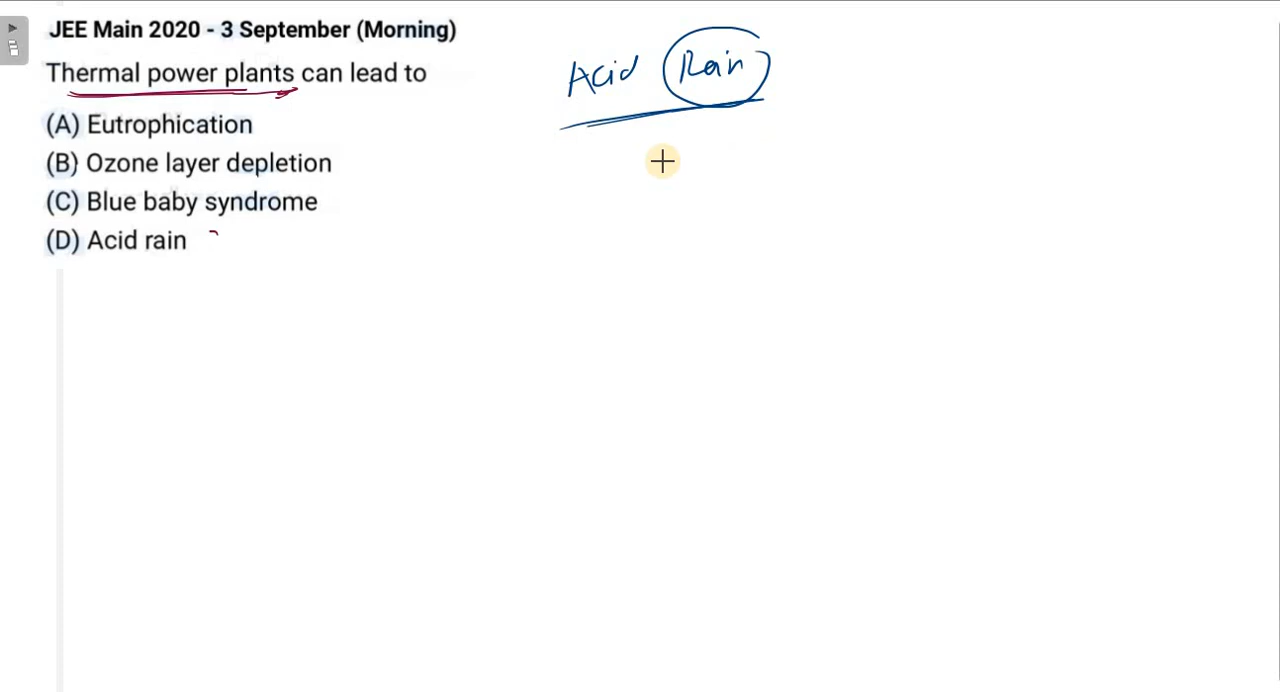 JEE Main 2020 - 3 September (Morning)
Thermal power plants can lead to
(A) Eutrophication
(B) Ozone layer depletion
(C) Blue baby syndrome
(D) Acid rain
Acid Rain